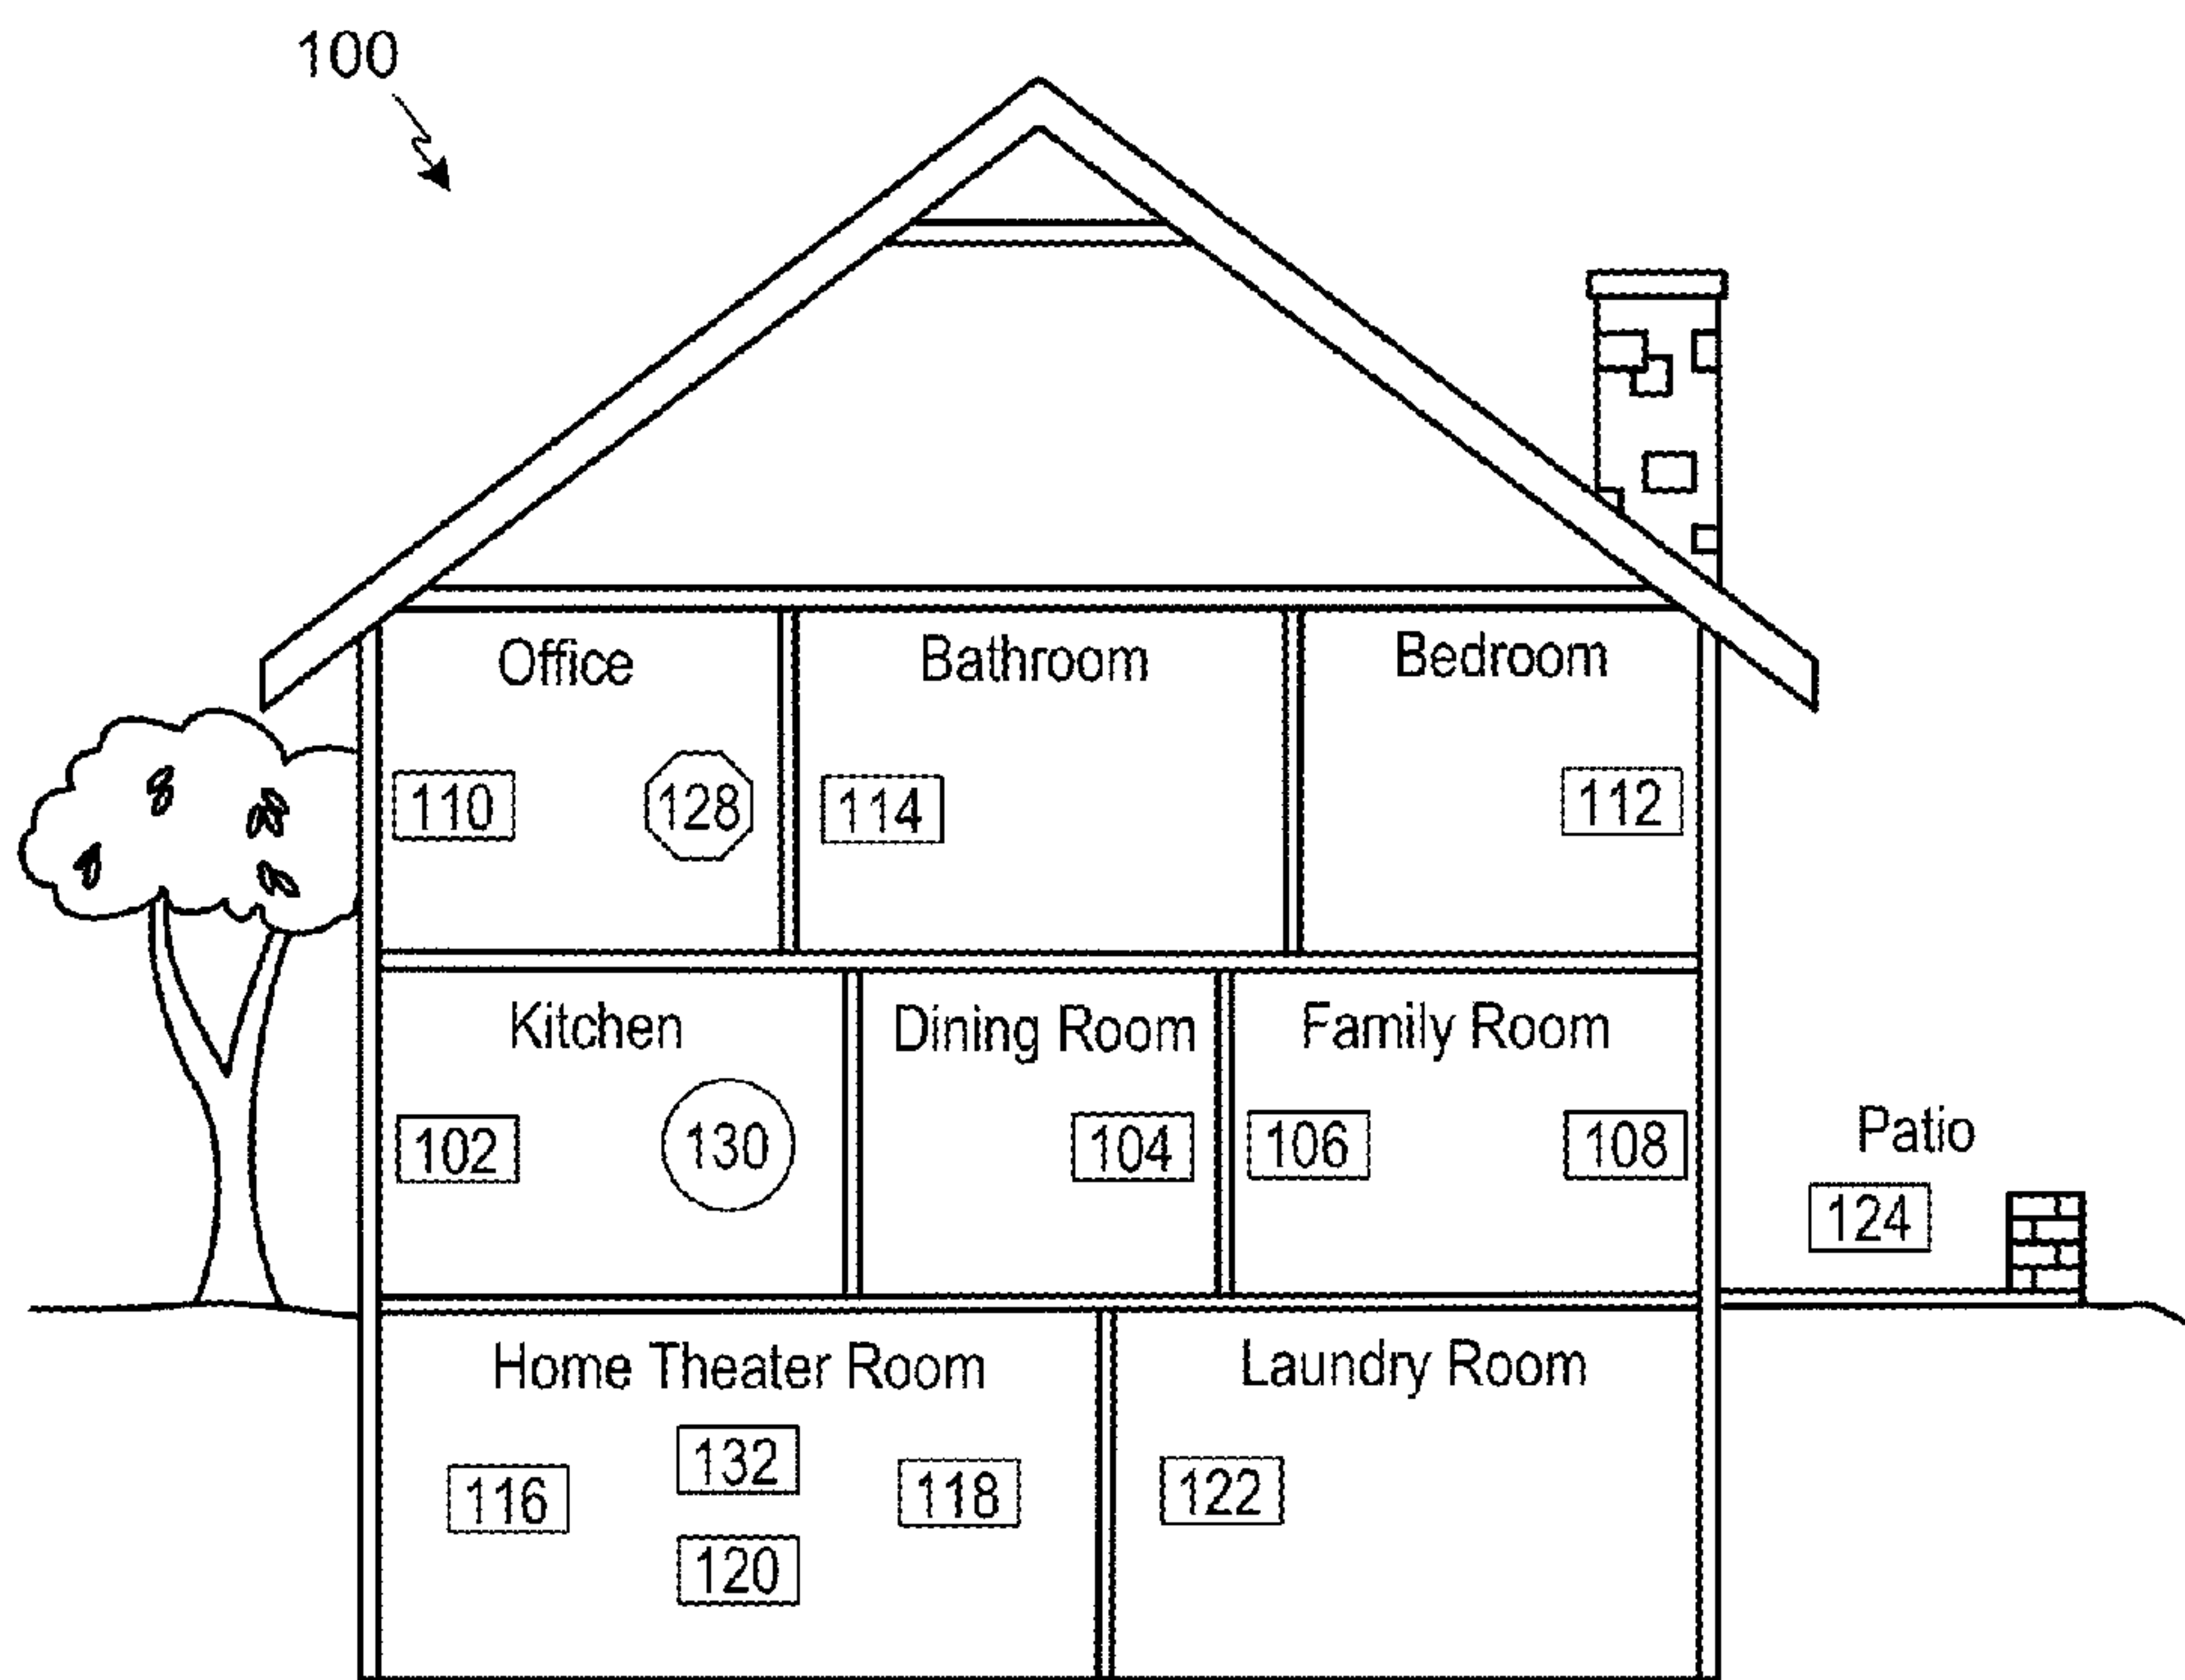 100
Office
Bathroom
Bedroom
110
128
114
112
Kitchen
Dining Room
Family Room
102
130
104
106
108
Patio
124
Home Theater Room
Laundry Room
116
132
118
120
122